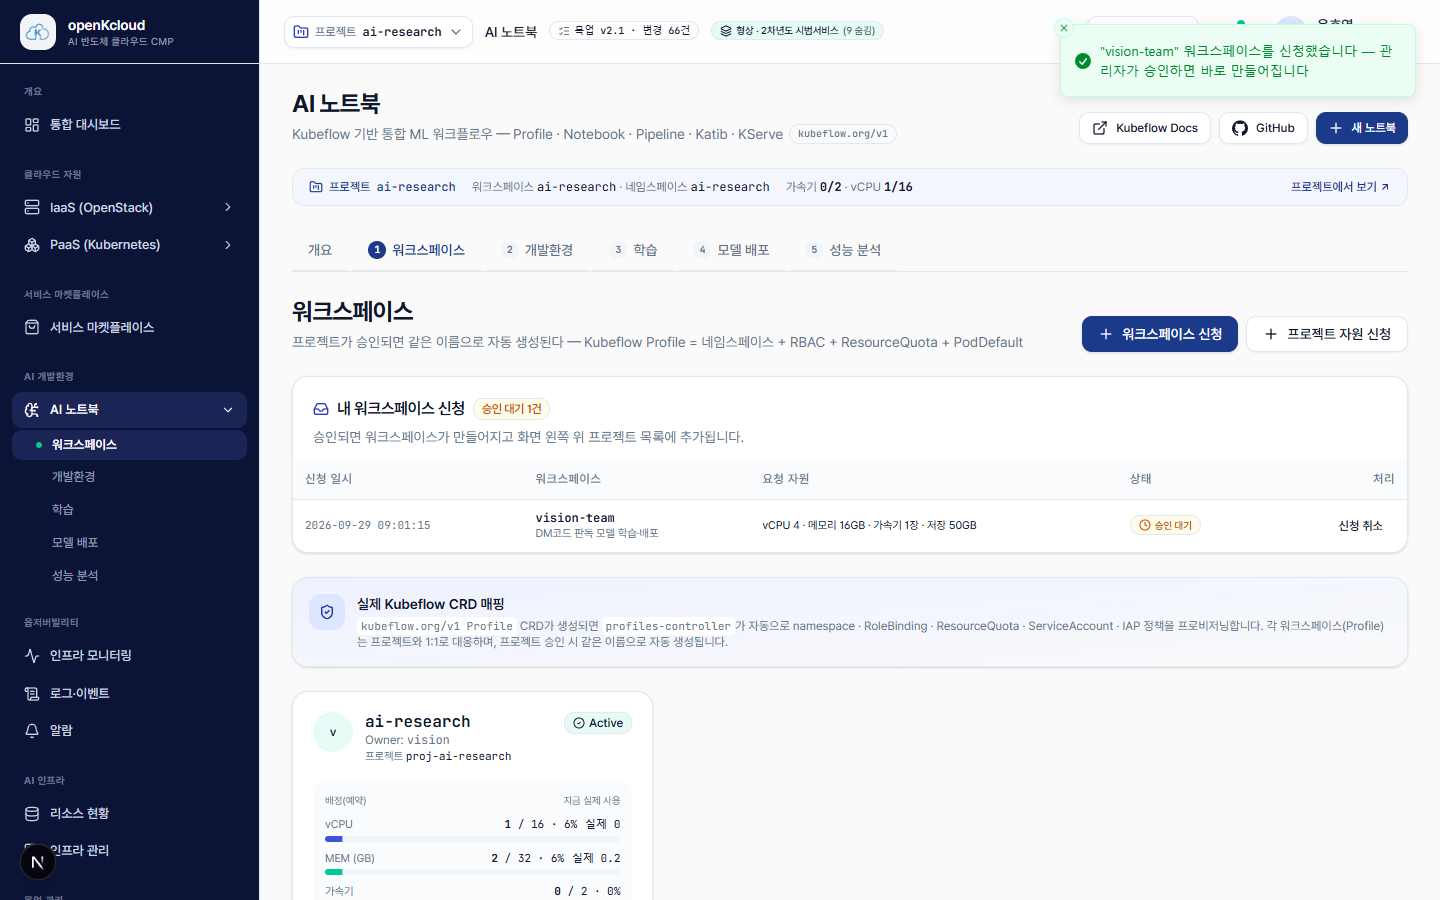 openKcloud
AI 반도체 클라우드 CMP
개요
통합 대시보드
클라우드 자원
IaaS (OpenStack)
PaaS (Kubernetes)
서비스 마켓플레이스
서비스 마켓플레이스
AI 개발환경
AI 노트북
워크스페이스
개발환경
학습
모델 배포
성능 분석
옵저버빌리티
인프라 모니터링
로그·이벤트
알람
AI 인프라
리소스 현황
인프라 관리
N
프로젝트 ai-research
AI 노트북
목업 v2.1 · 변경 66건
형상 · 2차년도 시범서비스 (9 숨김)
"vision-team" 워크스페이스를 신청했습니다 — 관
리자가 승인하면 바로 만들어집니다
AI 노트북
Kubeflow 기반 통합 ML 워크플로우 — Profile · Notebook · Pipeline · Katib · KServe kubeflow.org/v1
Kubeflow Docs
GitHub
새 노트북
프로젝트 ai-research 워크스페이스 ai-research · 네임스페이스 ai-research 가속기 0/2 · vCPU 1/16
프로젝트에서 보기
개요
1 워크스페이스
2 개발환경
3 학습
4 모델 배포
5 성능 분석
워크스페이스
프로젝트가 승인되면 같은 이름으로 자동 생성된다 — Kubeflow Profile = 네임스페이스 + RBAC + ResourceQuota + PodDefault
워크스페이스 신청
프로젝트 자원 신청
내 워크스페이스 신청 승인 대기 1건
승인되면 워크스페이스가 만들어지고 화면 왼쪽 위 프로젝트 목록에 추가됩니다.
신청 일시 워크스페이스 요청 자원 상태 처리
2026-09-29 09:01:15 vision-team vCPU 4 · 메모리 16GB · 가속기 1장 · 저장 50GB 승인 대기 신청 취소
DM코드 판독 모델 학습·배포
실제 Kubeflow CRD 매핑
kubeflow.org/v1 Profile CRD가 생성되면 profiles-controller 가 자동으로 namespace · RoleBinding · ResourceQuota · ServiceAccount · IAP 정책을 프로비저닝합니다. 각 워크스페이스(Profile)
는 프로젝트와 1:1로 대응하며, 프로젝트 승인 시 같은 이름으로 자동 생성됩니다.
v
ai-research
Active
Owner: vision
프로젝트 proj-ai-research
배정(예약) 지금 실제 사용
vCPU 1 / 16 · 6% 실제 0
MEM (GB) 2 / 32 · 6% 실제 0.2
가속기 0 / 2 · 0%